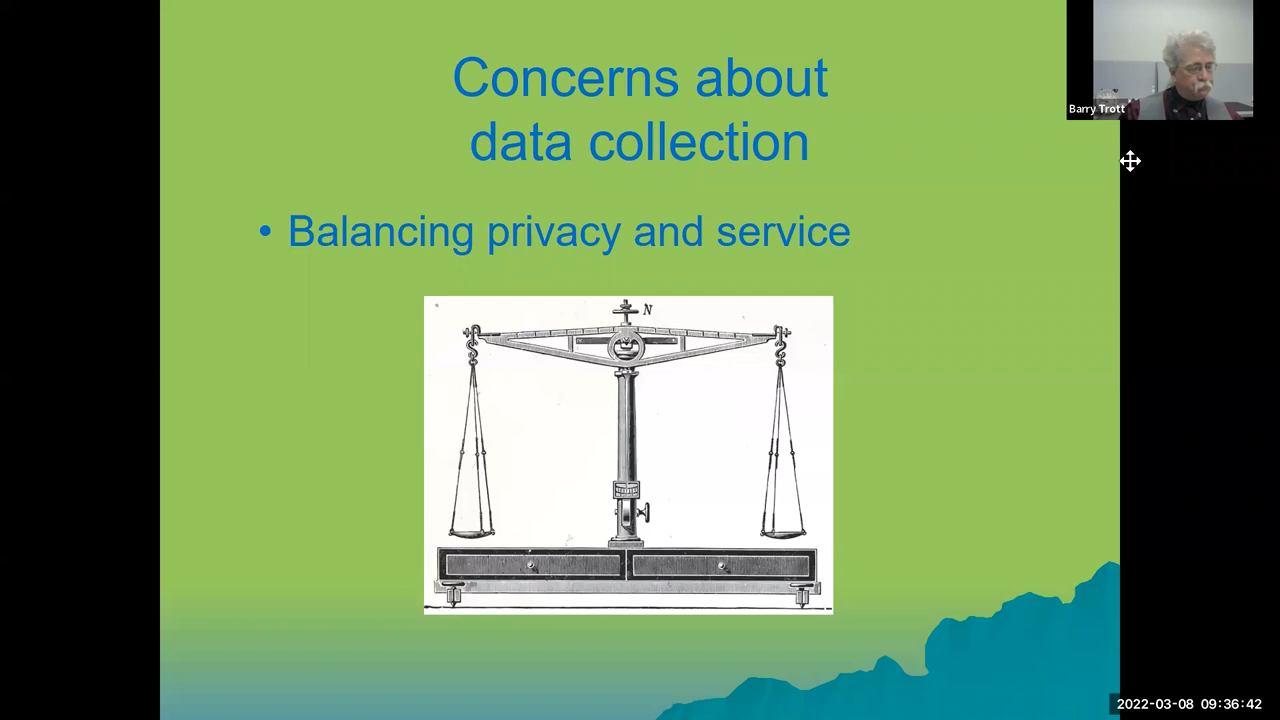 Concerns about
data collection
Barry Trott
• Balancing privacy and service
N
2022-03-08 09:36:42